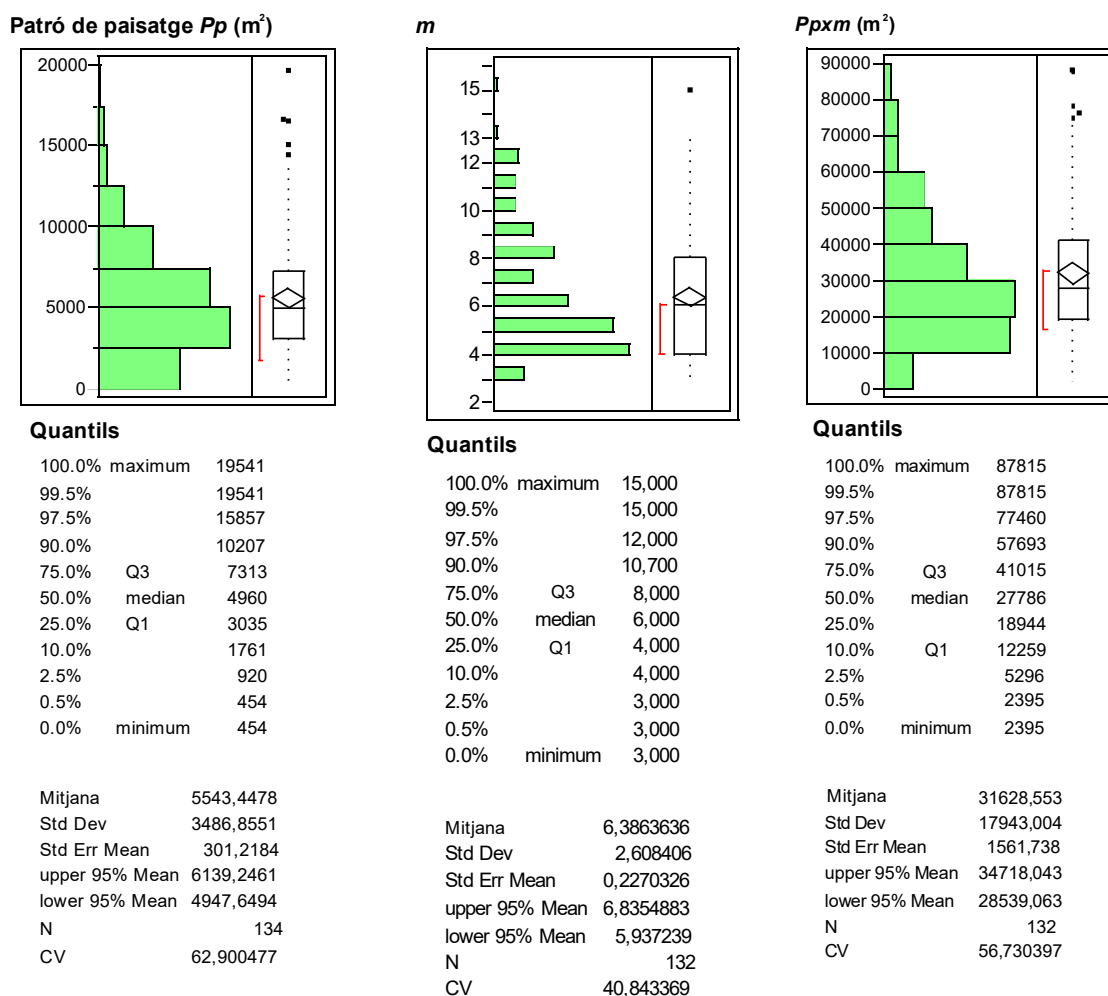 Patró de paisatge Pp (m²)
20000
15000
10000
5000
0
Quantils
100.0% maximum 19541
99.5% 19541
97.5% 15857
90.0% 10207
75.0% Q3 7313
50.0% median 4960
25.0% Q1 3035
10.0% 1761
2.5% 920
0.5% 454
0.0% minimum 454
Mitjana 5543,4478
Std Dev 3486,8551
Std Err Mean 301,2184
upper 95% Mean 6139,2461
lower 95% Mean 4947,6494
N 134
CV 62,900477
m
15
13
12
10
8
6
4
2
Quantils
100.0% maximum 15,000
99.5% 15,000
97.5% 12,000
90.0% 10,700
75.0% Q3 8,000
50.0% median 6,000
25.0% Q1 4,000
10.0% 4,000
2.5% 3,000
0.5% 3,000
0.0% minimum 3,000
Mitjana 6,3863636
Std Dev 2,608406
Std Err Mean 0,2270326
upper 95% Mean 6,8354883
lower 95% Mean 5,937239
N 132
CV 40,843369
Ppxm (m²)
90000
80000
70000
60000
50000
40000
30000
20000
10000
0
Quantils
100.0% maximum 87815
99.5% 87815
97.5% 77460
90.0% 57693
75.0% Q3 41015
50.0% median 27786
25.0% 18944
10.0% Q1 12259
2.5% 5296
0.5% 2395
0.0% minimum 2395
Mitjana 31628,553
Std Dev 17943,004
Std Err Mean 1561,738
upper 95% Mean 34718,043
lower 95% Mean 28539,063
N 132
CV 56,730397